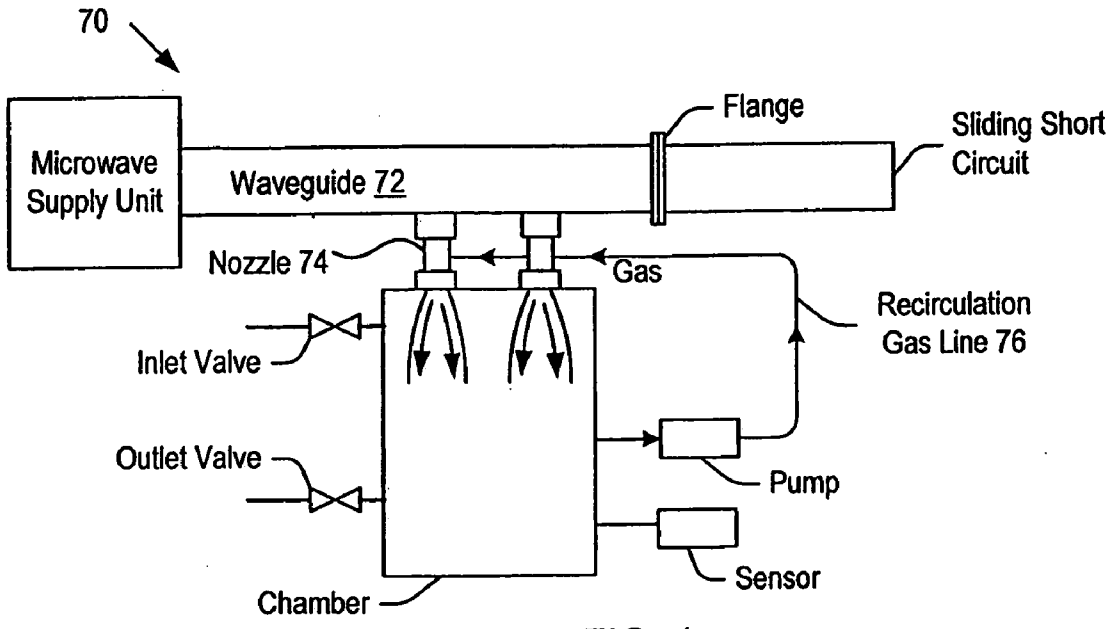 70
Flange
Sliding Short
Circuit
Microwave
Supply Unit
Waveguide 72
Nozzle 74
Gas
Recirculation
Gas Line 76
Inlet Valve
Outlet Valve
Pump
Sensor
Chamber